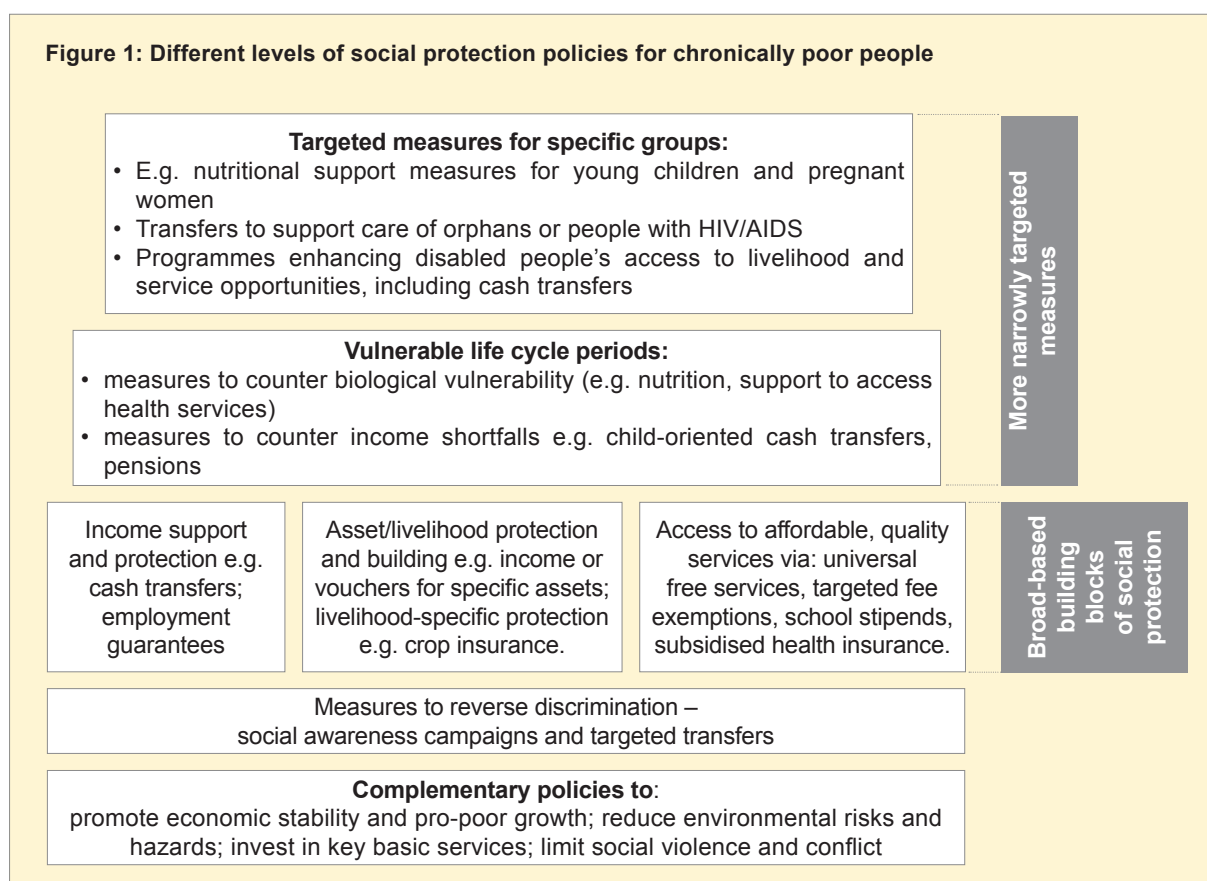 Figure 1: Different levels of social protection policies for chronically poor people
Targeted measures for specific groups:
• E.g. nutritional support measures for young children and pregnant
women
• Transfers to support care of orphans or people with HIV/AIDS
• Programmes enhancing disabled people's access to livelihood and
service opportunities, including cash transfers
More narrowly targeted
measures
Vulnerable life cycle periods:
• measures to counter biological vulnerability (e.g. nutrition, support to access
health services)
• measures to counter income shortfalls e.g. child-oriented cash transfers,
pensions
Income support
and protection e.g.
cash transfers;
employment
guarantees
Asset/livelihood protection
and building e.g. income or
vouchers for specific assets;
livelihood-specific protection
e.g. crop insurance.
Access to affordable, quality
services via: universal
free services, targeted fee
exemptions, school stipends,
subsidised health insurance.
Broad-based
building
blocks
of social
protection
Measures to reverse discrimination –
social awareness campaigns and targeted transfers
Complementary policies to:
promote economic stability and pro-poor growth; reduce environmental risks and
hazards; invest in key basic services; limit social violence and conflict